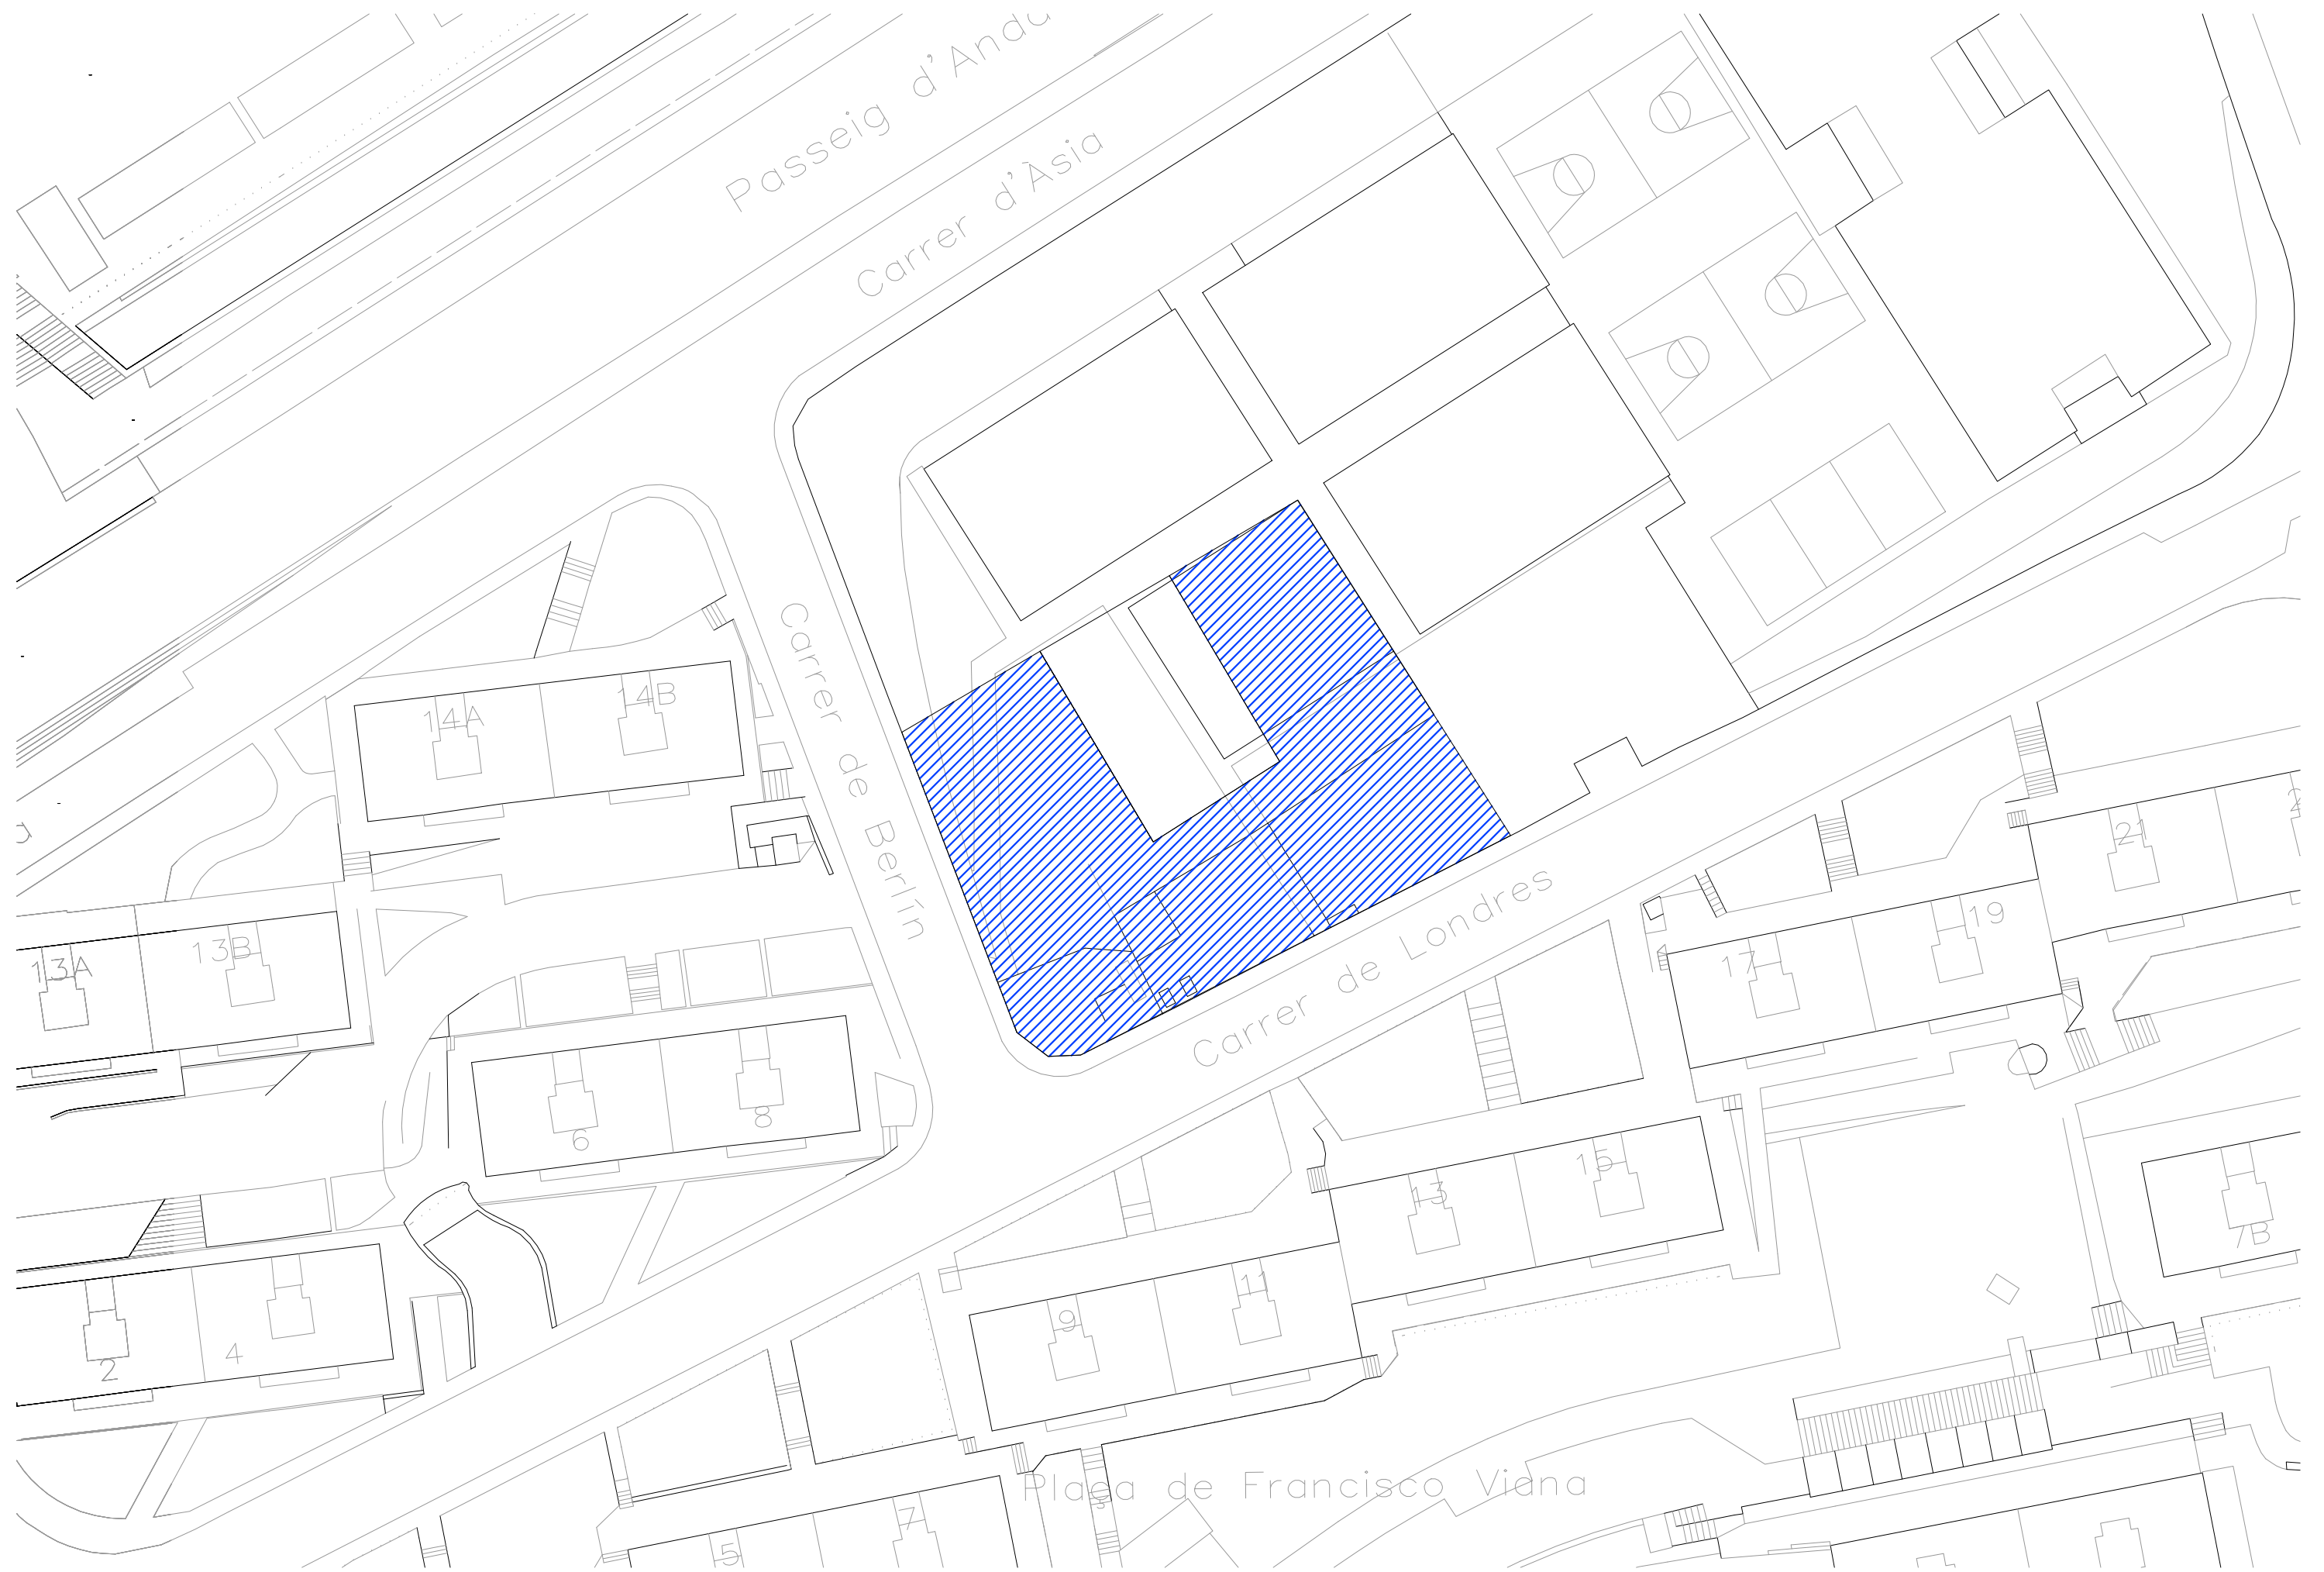 Passeig d'Anda
Carrer d'Àsia
Carrer de Berlín
Carrer de Londres
Plaça de Francisco Viana
14A
14B
13A
13B
6
8
2
4
21
19
17
15
13
11
9
7
5
7B